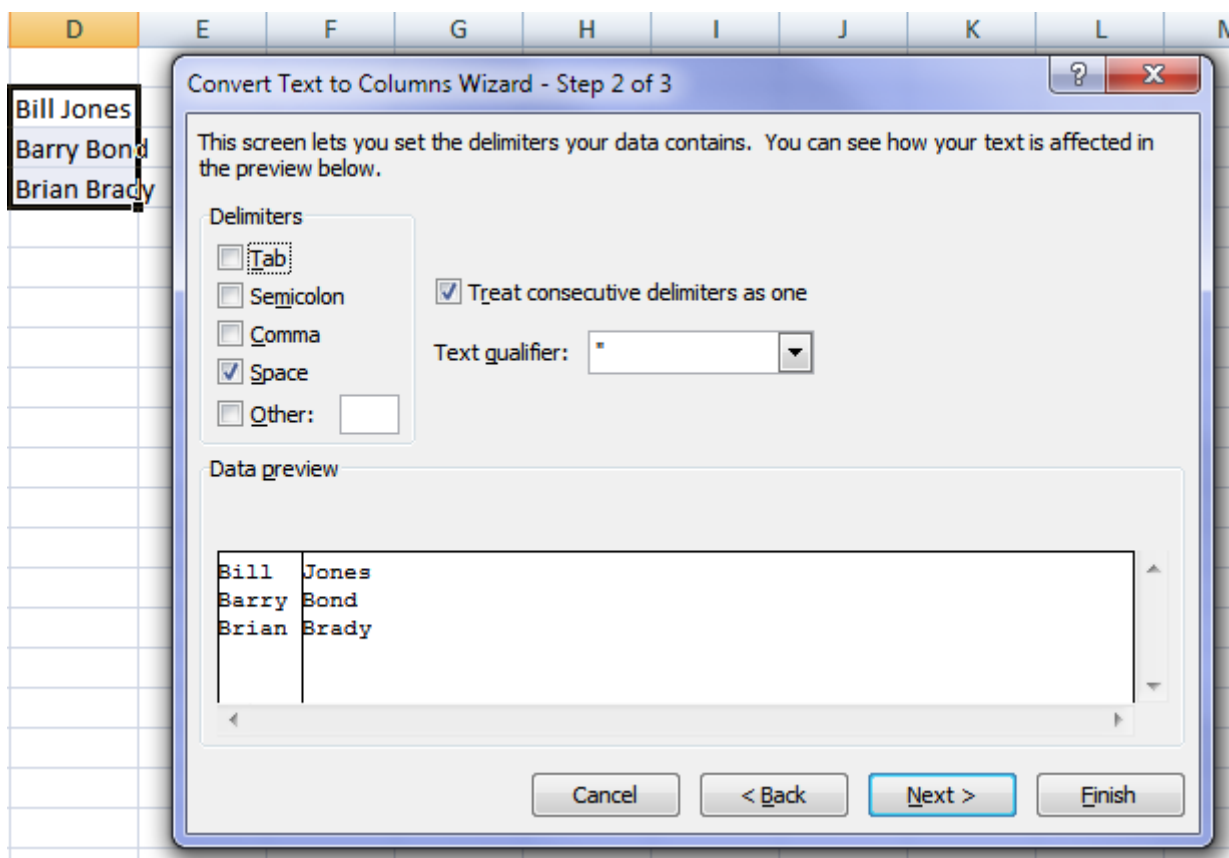 D E F G H I J K L M
Convert Text to Columns Wizard - Step 2 of 3
Bill Jones
Barry Bond
Brian Brady
This screen lets you set the delimiters your data contains.  You can see how your text is affected in
the preview below.
Delimiters
Tab
Semicolon
Comma
Space
Other:
Treat consecutive delimiters as one
Text qualifier: "
Data preview
Bill Jones
Barry Bond
Brian Brady
Cancel < Back Next > Finish